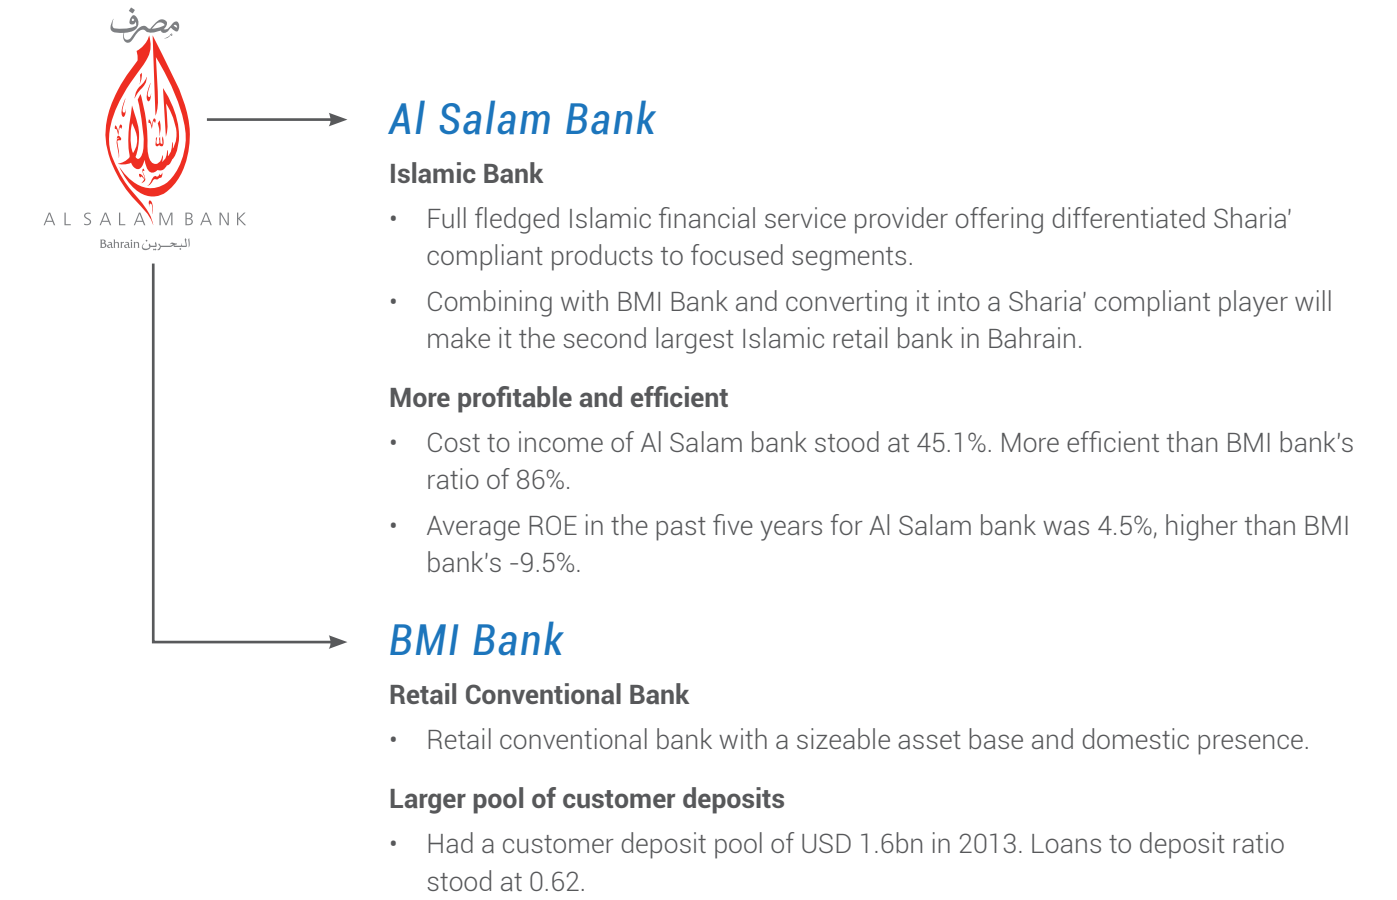 مصرف
السلام
AL SALAM BANK
Bahrain البحرين
Al Salam Bank
Islamic Bank
• Full fledged Islamic financial service provider offering differentiated Sharia'
compliant products to focused segments.
• Combining with BMI Bank and converting it into a Sharia' compliant player will
make it the second largest Islamic retail bank in Bahrain.
More profitable and efficient
• Cost to income of Al Salam bank stood at 45.1%. More efficient than BMI bank's
ratio of 86%.
• Average ROE in the past five years for Al Salam bank was 4.5%, higher than BMI
bank's -9.5%.
BMI Bank
Retail Conventional Bank
• Retail conventional bank with a sizeable asset base and domestic presence.
Larger pool of customer deposits
• Had a customer deposit pool of USD 1.6bn in 2013. Loans to deposit ratio
stood at 0.62.